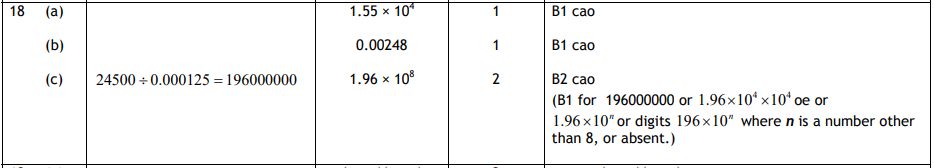 18 (a) 1.55 × 10⁴ 1 B1 cao
(b) 0.00248 1 B1 cao
(c) 24500 ÷ 0.000125 = 196000000 1.96 × 10⁸ 2 B2 cao
(B1 for 196000000 or 1.96×10⁴ ×10⁴ oe or
1.96×10ⁿ or digits 196×10ⁿ where n is a number other
than 8, or absent.)